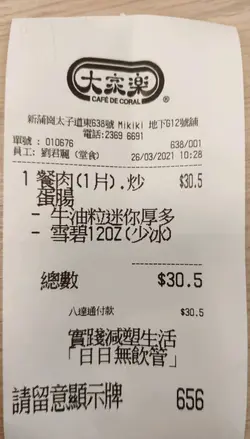 大家樂
CAFÉ DE CORAL ®
新蒲崗太子道東638號 Mikiki 地下G12號舖
電話:2369 6691
單號 : 010676 638/001
員工: 劉君麗 (堂食) 26/03/2021 10:28
1 餐肉(1片).炒 $30.5
蛋腸
- 牛油粒迷你厚多
- 雪碧12OZ(少冰)
總數 $30.5
八達通付款 $30.5
實踐減塑生活
「日日無飲管」
請留意顯示牌 656